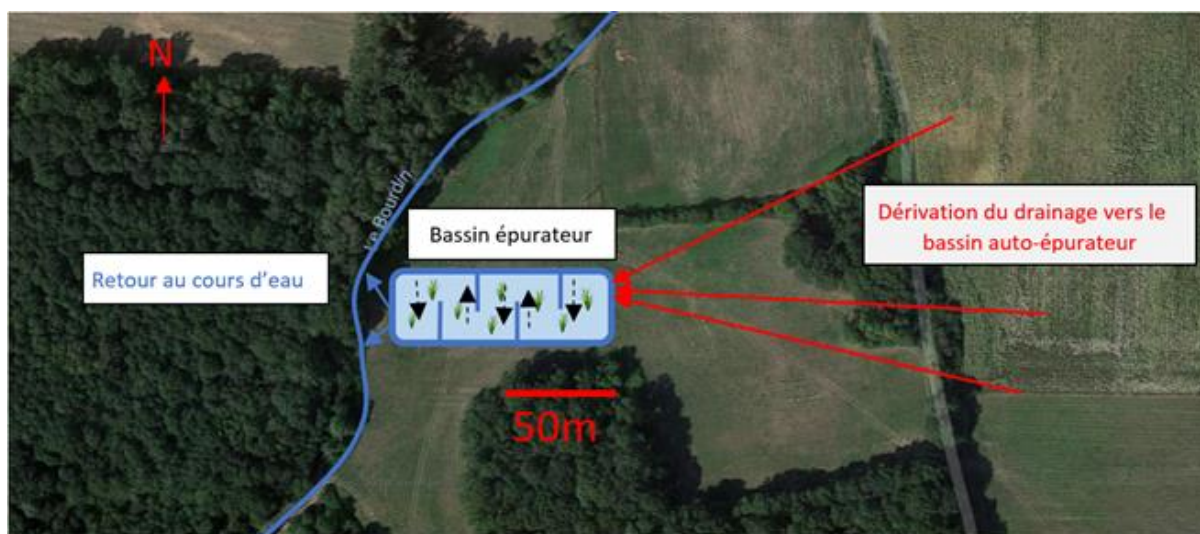 N
Le Bourdin
Bassin épurateur
Dérivation du drainage vers le
bassin auto-épurateur
Retour au cours d'eau
50m